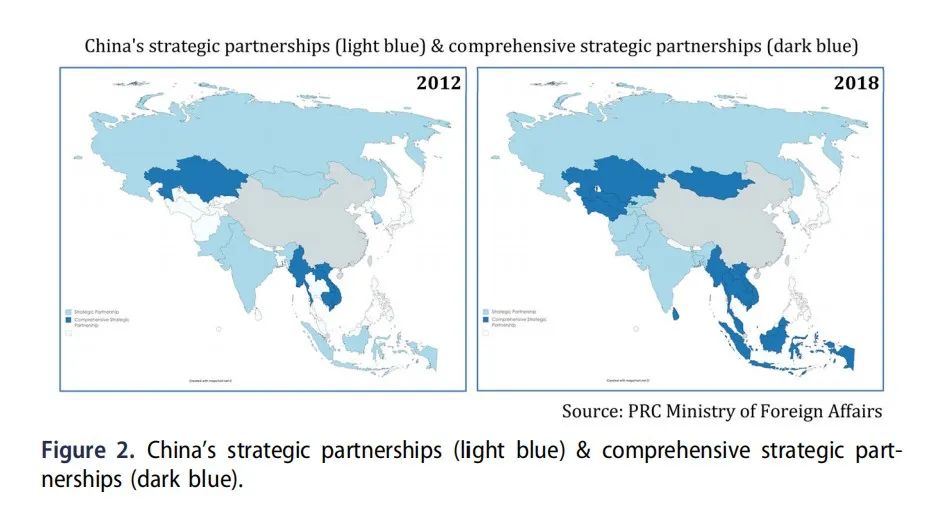 China's strategic partnerships (light blue) & comprehensive strategic partnerships (dark blue)
2012
2018
Strategic Partnership
Comprehensive Strategic
Partnership
Strategic Partnership
Comprehensive Strategic
Partnership
Created with mapchart.net ©
Created with mapchart.net ©
Source: PRC Ministry of Foreign Affairs
Figure 2. China’s strategic partnerships (light blue) & comprehensive strategic part-
nerships (dark blue).